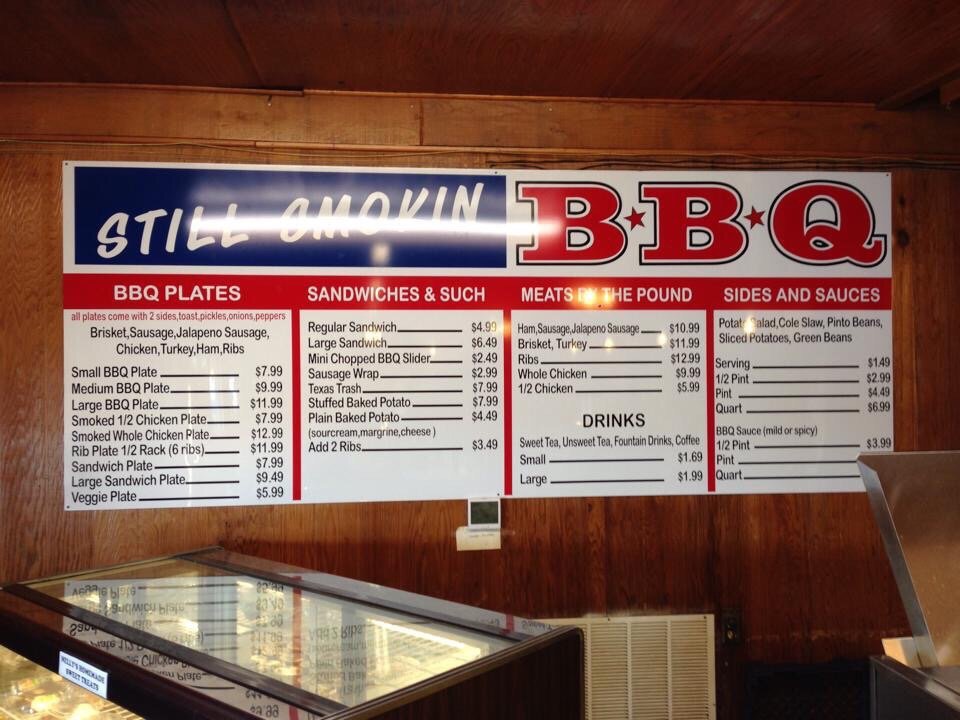 STILL SMOKIN
B★B★Q
BBQ PLATES
all plates come with 2 sides,toast,pickles,onions,peppers
Brisket,Sausage,Jalapeno Sausage,
Chicken,Turkey,Ham,Ribs
Small BBQ Plate $7.99
Medium BBQ Plate $9.99
Large BBQ Plate $11.99
Smoked 1/2 Chicken Plate $7.99
Smoked Whole Chicken Plate $12.99
Rib Plate 1/2 Rack (6 ribs) $11.99
Sandwich Plate $7.99
Large Sandwich Plate $9.49
Veggie Plate $5.99
SANDWICHES & SUCH
Regular Sandwich $4.99
Large Sandwich $6.49
Mini Chopped BBQ Slider $2.49
Sausage Wrap $2.99
Texas Trash $7.99
Stuffed Baked Potato $7.99
Plain Baked Potato $4.49
(sourcream,margrine,cheese )
Add 2 Ribs $3.49
MEATS BY THE POUND
Ham,Sausage,Jalapeno Sausage $10.99
Brisket, Turkey $11.99
Ribs $12.99
Whole Chicken $9.99
1/2 Chicken $5.99
DRINKS
Sweet Tea, Unsweet Tea, Fountain Drinks, Coffee
Small $1.69
Large $1.99
SIDES AND SAUCES
Potato Salad,Cole Slaw, Pinto Beans,
Sliced Potatoes, Green Beans
Serving $1.49
1/2 Pint $2.99
Pint $4.49
Quart $6.99
BBQ Sauce (mild or spicy)
1/2 Pint $3.99
Pint
Quart
HOMEMADE
SWEET TREATS